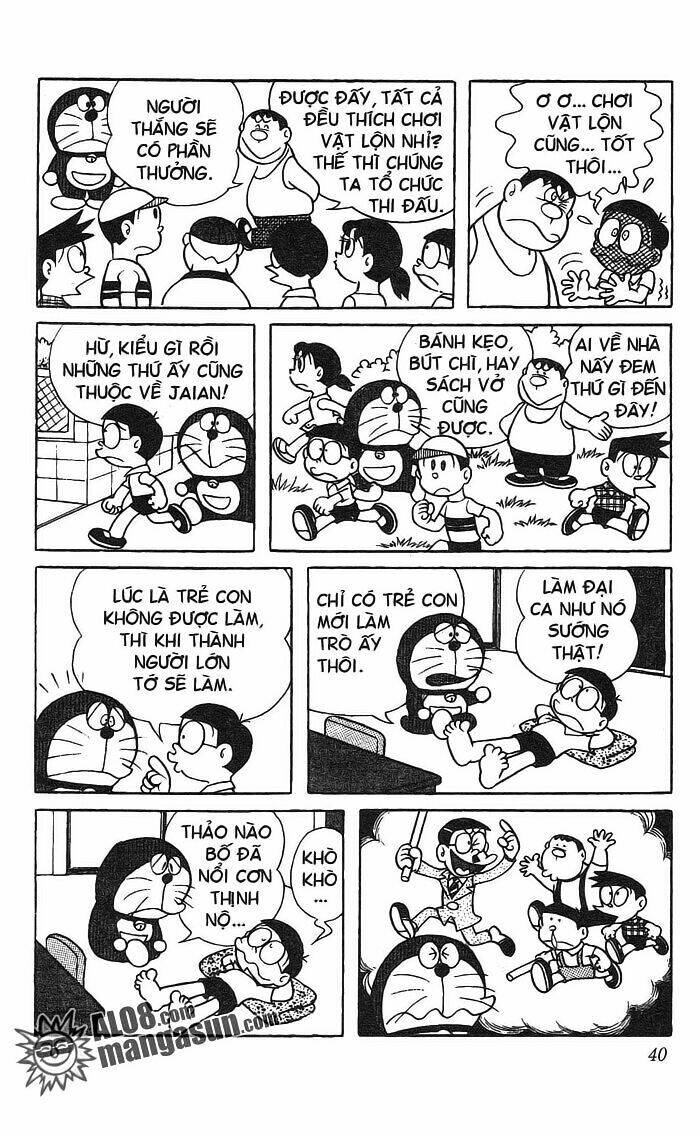 Ơ Ơ... CHƠI
VẬT LỘN
CŨNG... TỐT
THÔI...
ĐƯỢC ĐẤY, TẤT CẢ
ĐỀU THÍCH CHƠI
VẬT LỘN NHỈ?
THẾ THÌ CHÚNG
TA TỔ CHỨC
THI ĐẤU.
NGƯỜI
THẮNG SẼ
CÓ PHẦN
THƯỞNG.
AI VỀ NHÀ
NẤY ĐEM
THỨ GÌ ĐẾN
ĐÂY!
BÁNH KẸO,
BÚT CHÌ, HAY
SÁCH VỞ
CŨNG
ĐƯỢC.
HỪ, KIỂU GÌ RỒI
NHỮNG THỨ ẤY CŨNG
THUỘC VỀ JAIAN!
LÀM ĐẠI
CA NHƯ NÓ
SƯỚNG
THẬT!
CHỈ CÓ TRẺ CON
MỚI LÀM
TRÒ ẤY
THÔI.
LÚC LÀ TRẺ CON
KHÔNG ĐƯỢC LÀM,
THÌ KHI THÀNH
NGƯỜI LỚN
TỚ SẼ LÀM.
KHÒ
KHÒ
...
THẢO NÀO
BỐ ĐÃ
NỔI CƠN
THỊNH
NỘ...
ALO8.com
mangasun.com
40